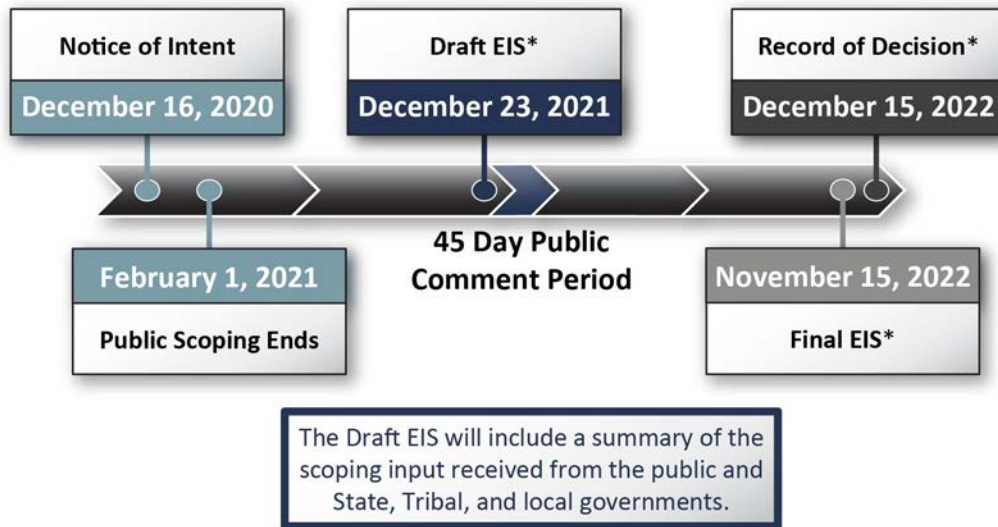 Notice of Intent
December 16, 2020
Draft EIS*
December 23, 2021
Record of Decision*
December 15, 2022
45 Day Public
Comment Period
February 1, 2021
Public Scoping Ends
November 15, 2022
Final EIS*
The Draft EIS will include a summary of the
scoping input received from the public and
State, Tribal, and local governments.